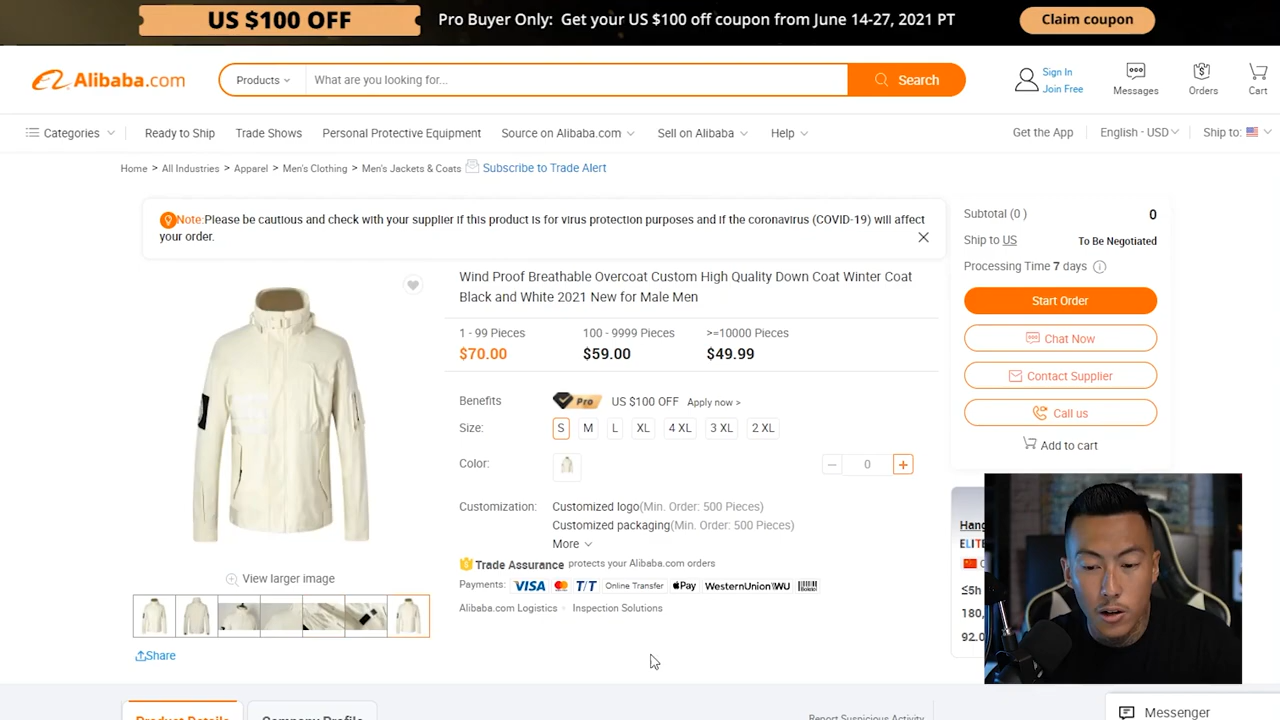 US $100 OFF
Pro Buyer Only: Get your US $100 off coupon from June 14-27, 2021 PT
Claim coupon
Alibaba.com
Products
What are you looking for...
Search
Sign In
Join Free
Messages
Orders
Cart
Categories
Ready to Ship
Trade Shows
Personal Protective Equipment
Source on Alibaba.com
Sell on Alibaba
Help
Get the App
English - USD
Ship to:
Home > All Industries > Apparel > Men's Clothing > Men's Jackets & Coats
Subscribe to Trade Alert
Note:Please be cautious and check with your supplier if this product is for virus protection purposes and if the coronavirus (COVID-19) will affect
your order.
Subtotal (0 )
0
Ship to US
To Be Negotiated
Processing Time 7 days
Start Order
Chat Now
Contact Supplier
Call us
Add to cart
Wind Proof Breathable Overcoat Custom High Quality Down Coat Winter Coat
Black and White 2021 New for Male Men
1 - 99 Pieces
100 - 9999 Pieces
>=10000 Pieces
$70.00
$59.00
$49.99
Benefits
Pro
US $100 OFF
Apply now >
Size:
S
M
L
XL
4 XL
3 XL
2 XL
Color:
0
Customization:
Customized logo(Min. Order: 500 Pieces)
Customized packaging(Min. Order: 500 Pieces)
More
Trade Assurance protects your Alibaba.com orders
Payments:
VISA
T/T
Online Transfer
Pay
WesternUnion WU
Alibaba.com Logistics
Inspection Solutions
View larger image
Share
≤5h
180,
92.
Product Details
Company Profile
Report Suspicious Activity
Messenger